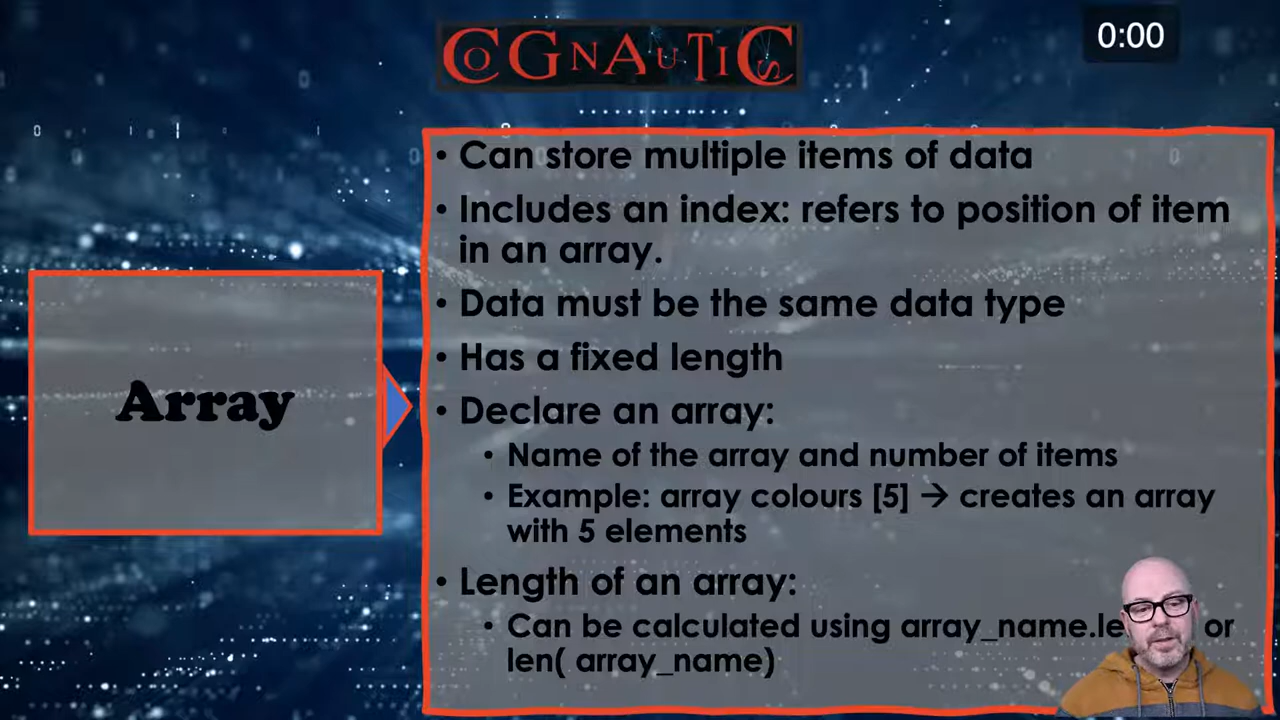 COGNAUTICS
0:00
• Can store multiple items of data
• Includes an index: refers to position of item
in an array.
• Data must be the same data type
• Has a fixed length
Array
• Declare an array:
• Name of the array and number of items
• Example: array colours [5] → creates an array
with 5 elements
• Length of an array:
• Can be calculated using or
len( array_name)